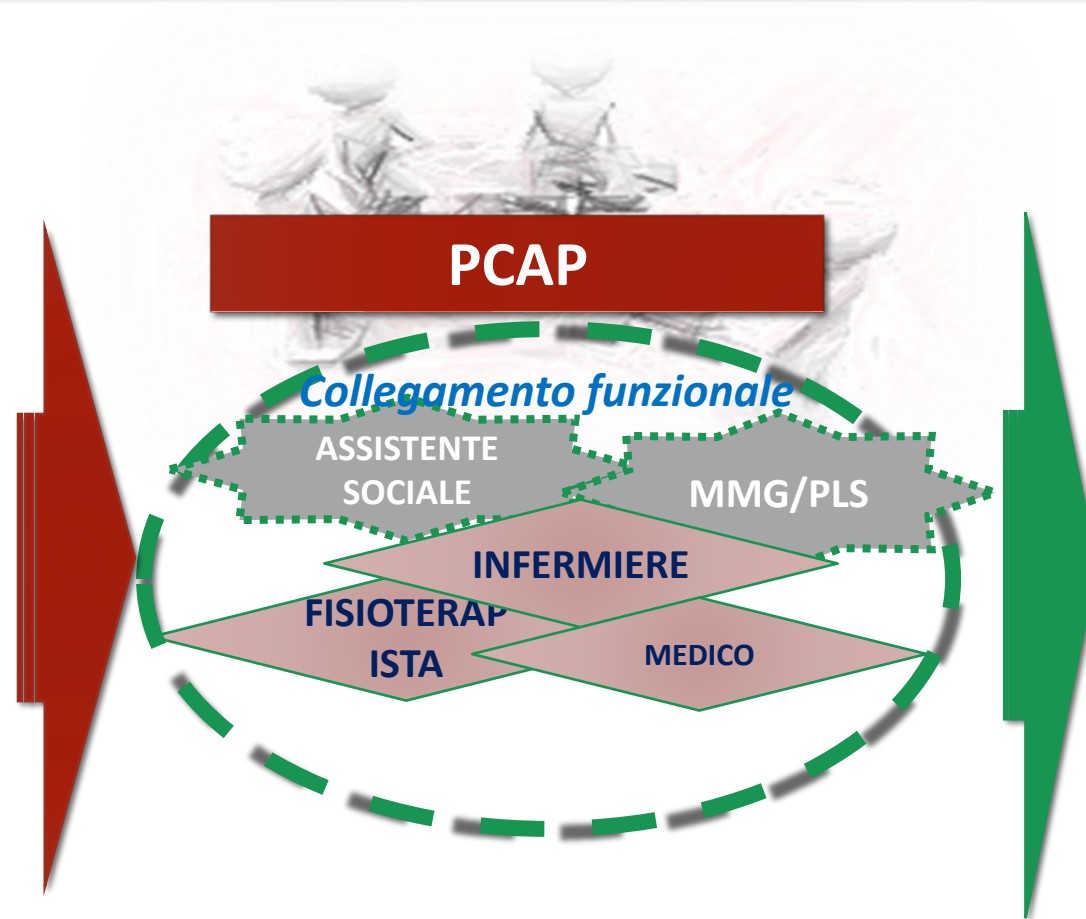 PCAP
Collegamento funzionale
ASSISTENTE
SOCIALE
MMG/PLS
INFERMIERE
FISIOTERAP
ISTA
MEDICO